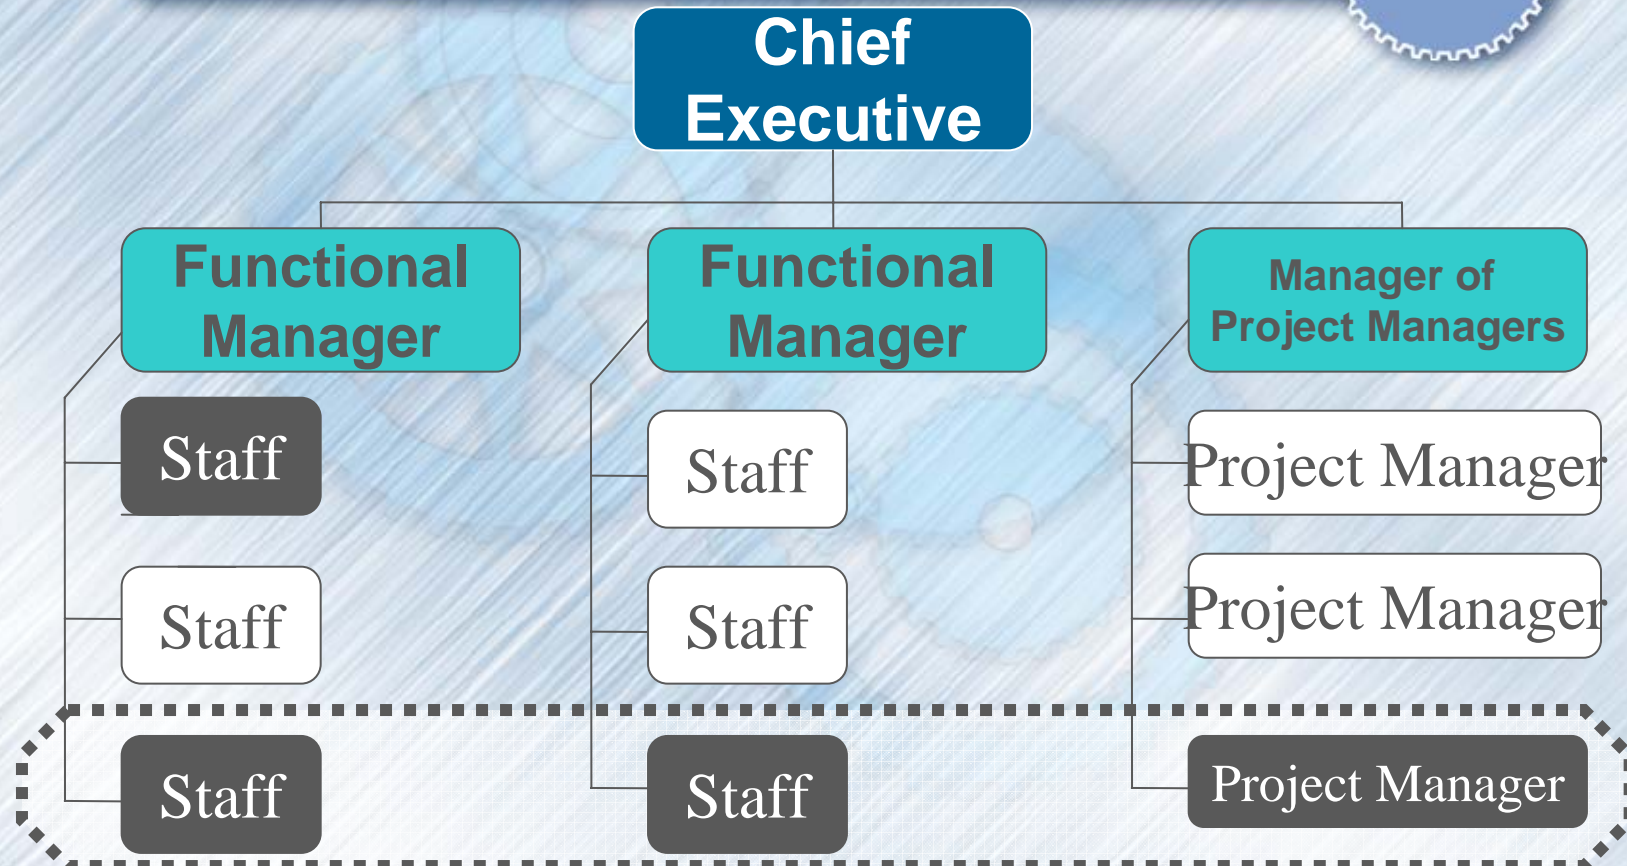 Chief
Executive
Functional
Manager
Functional
Manager
Manager of
Project Managers
Staff
Staff
Project Manager
Staff
Staff
Project Manager
Staff
Staff
Project Manager